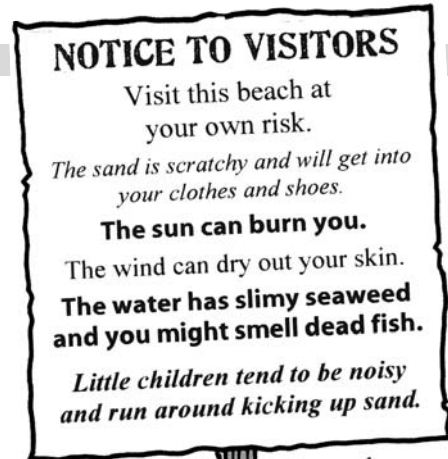 NOTICE TO VISITORS
Visit this beach at
your own risk.
The sand is scratchy and will get into
your clothes and shoes.
The sun can burn you.
The wind can dry out your skin.
The water has slimy seaweed
and you might smell dead fish.
Little children tend to be noisy
and run around kicking up sand.